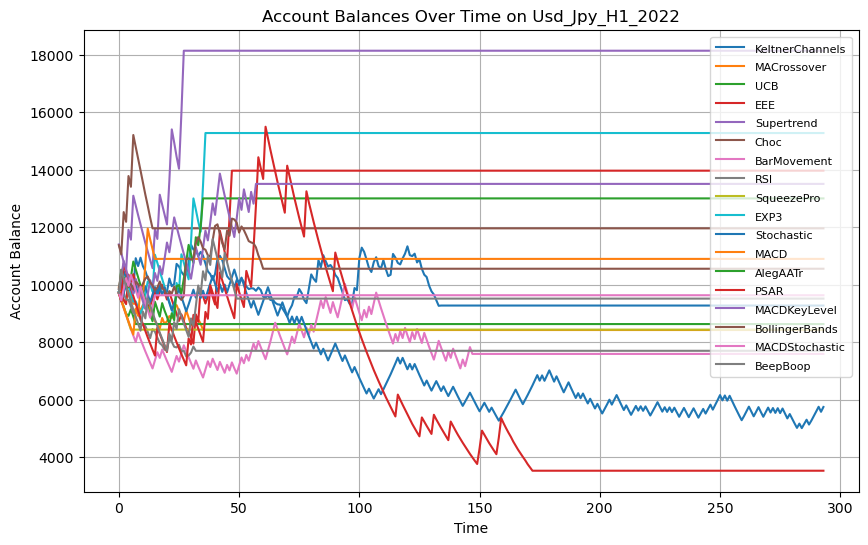 Account Balances Over Time on Usd_Jpy_H1_2022
Account Balance
18000
16000
14000
12000
10000
8000
6000
4000
KeltnerChannels
MACrossover
UCB
EEE
Supertrend
Choc
BarMovement
RSI
SqueezePro
EXP3
Stochastic
MACD
AlegAATr
PSAR
MACDKeyLevel
BollingerBands
MACDStochastic
BeepBoop
0
50
100
150
200
250
300
Time